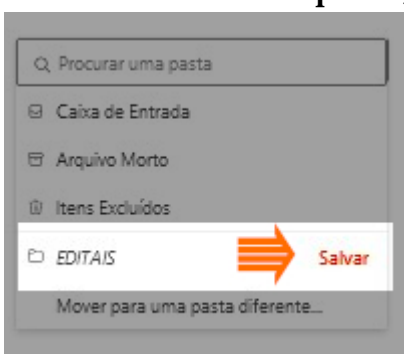 Procurar uma pasta
Caixa de Entrada
Arquivo Morto
Itens Excluídos
EDITAIS Salvar
Mover para uma pasta diferente...